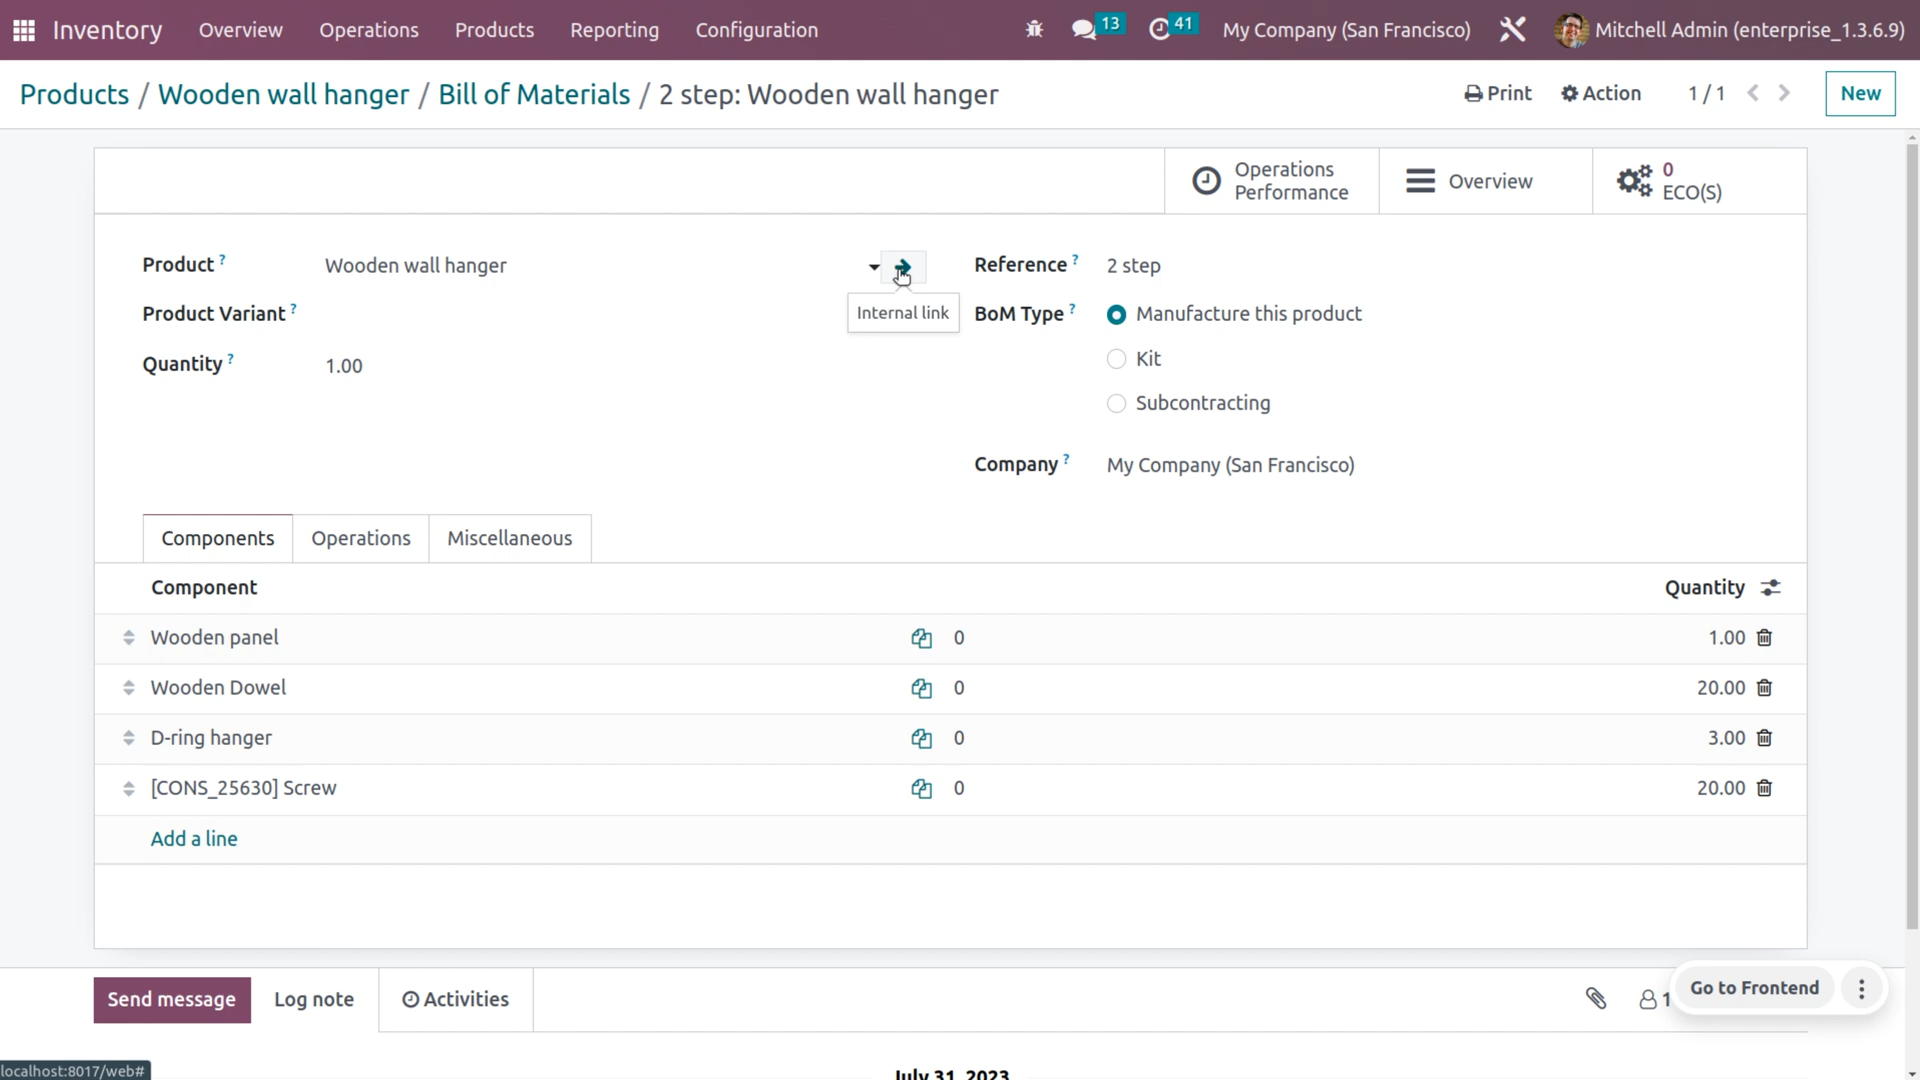 Inventory Overview Operations Products Reporting Configuration 13 41 My Company (San Francisco) Mitchell Admin (enterprise_1.3.6.9)
Products / Wooden wall hanger / Bill of Materials / 2 step: Wooden wall hanger Print Action 1 / 1 New
Operations Performance
Overview
0 ECO(S)
Product ? Wooden wall hanger Reference ? 2 step
Internal link
Product Variant ? BoM Type ? Manufacture this product
Quantity ? 1.00 Kit
Subcontracting
Company ? My Company (San Francisco)
Components Operations Miscellaneous
Component Quantity
Wooden panel 0 1.00
Wooden Dowel 0 20.00
D-ring hanger 0 3.00
[CONS_25630] Screw 0 20.00
Add a line
Send message Log note Activities 1 Go to Frontend
localhost:8017/web#
July 31, 2023